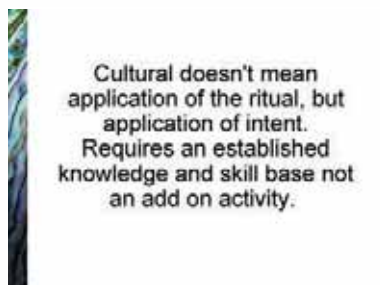 Cultural doesn't mean
application of the ritual, but
application of intent.
Requires an established
knowledge and skill base not
an add on activity.